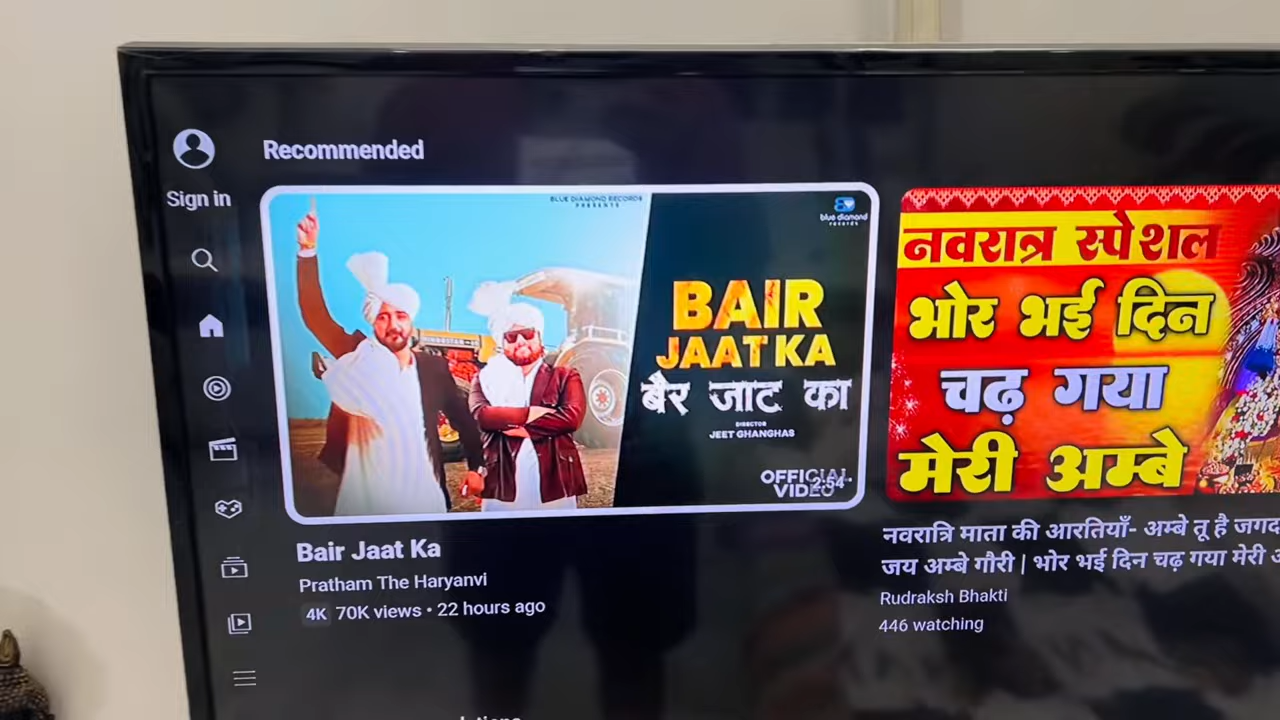 Recommended
Sign in
BLUE DIAMOND RECORDS
PRESENTS
blue diamond
records
BAIR
JAAT KA
बैर जाट का
DIRECTOR
JEET GHANGHAS
OFFICIAL
VIDEO
2:54
Bair Jaat Ka
Pratham The Haryanvi
4K 70K views • 22 hours ago
नवरात्र स्पेशल
भोर भई दिन
चढ़ गया
मेरी अम्बे
नवरात्रि माता की आरतियाँ- अम्बे तू है जगद
जय अम्बे गौरी | भोर भई दिन चढ़ गया मेरी
Rudraksh Bhakti
446 watching